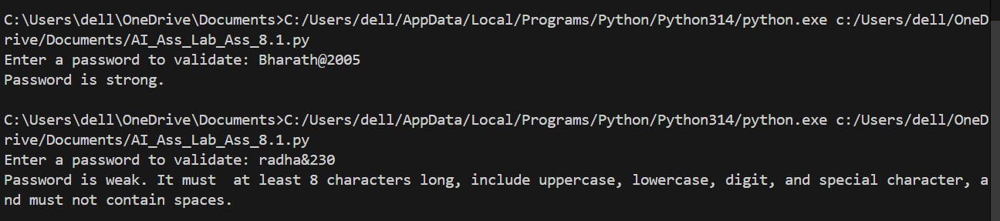 C:\Users\dell\OneDrive\Documents>C:/Users/dell/AppData/Local/Programs/Python/Python314/python.exe c:/Users/dell/OneD
rive/Documents/AI_Ass_Lab_Ass_8.1.py
Enter a password to validate: Bharath@2005
Password is strong.
C:\Users\dell\OneDrive\Documents>C:/Users/dell/AppData/Local/Programs/Python/Python314/python.exe c:/Users/dell/OneD
rive/Documents/AI_Ass_Lab_Ass_8.1.py
Enter a password to validate: radha&230
Password is weak. It must  at least 8 characters long, include uppercase, lowercase, digit, and special character, a
nd must not contain spaces.